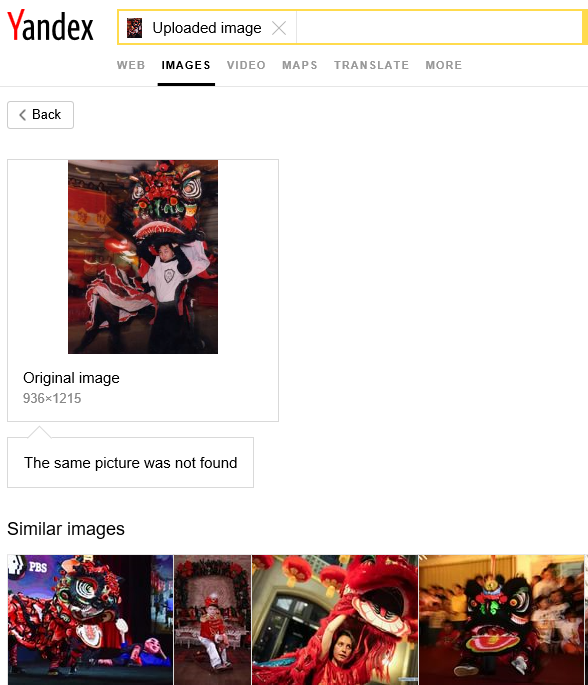 Yandex
Uploaded image
WEB IMAGES VIDEO MAPS TRANSLATE MORE
Back
Original image
936×1215
The same picture was not found
Similar images
PBS